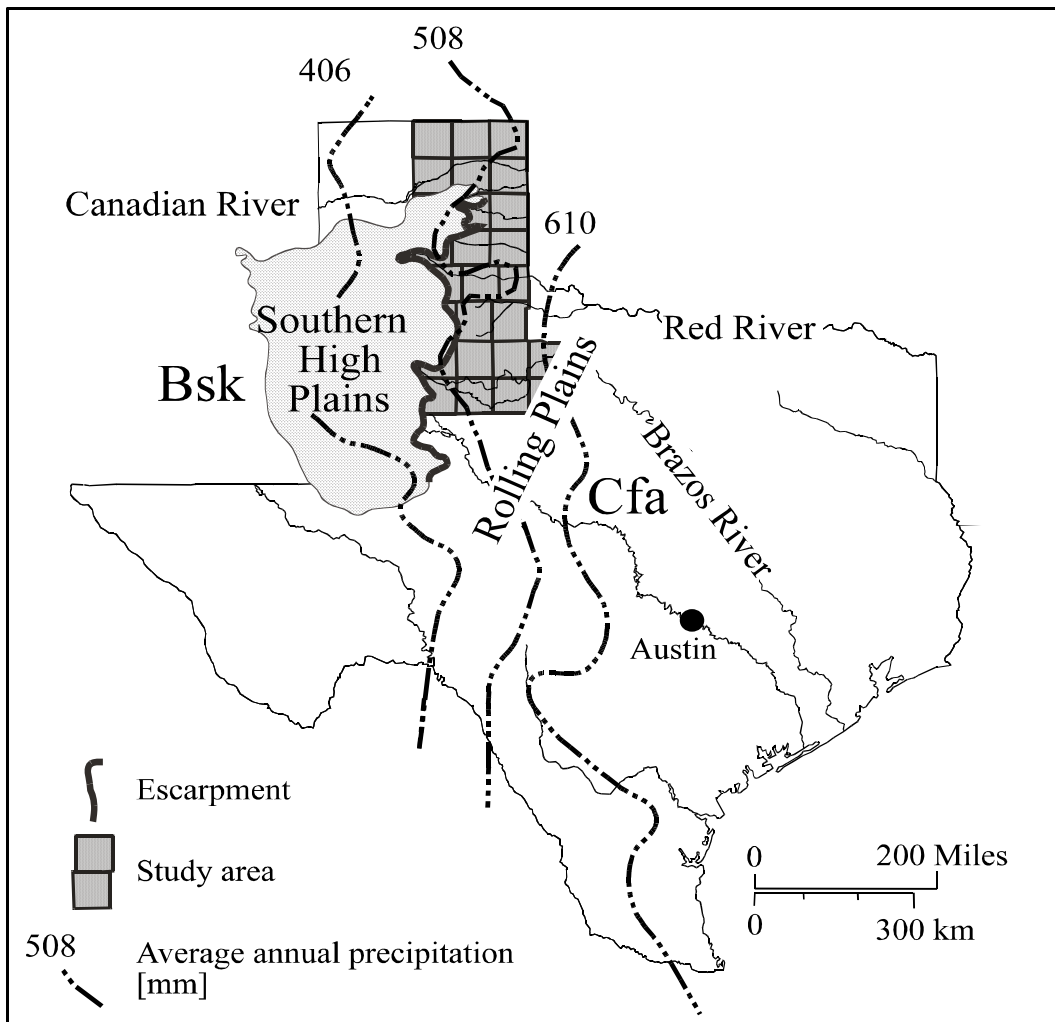 508
406
Canadian River
610
Southern
High
Plains
Red River
Bsk
Rolling Plains
Brazos River
Cfa
Austin
Escarpment
Study area
508
Average annual precipitation
[mm]
0
200 Miles
0
300 km